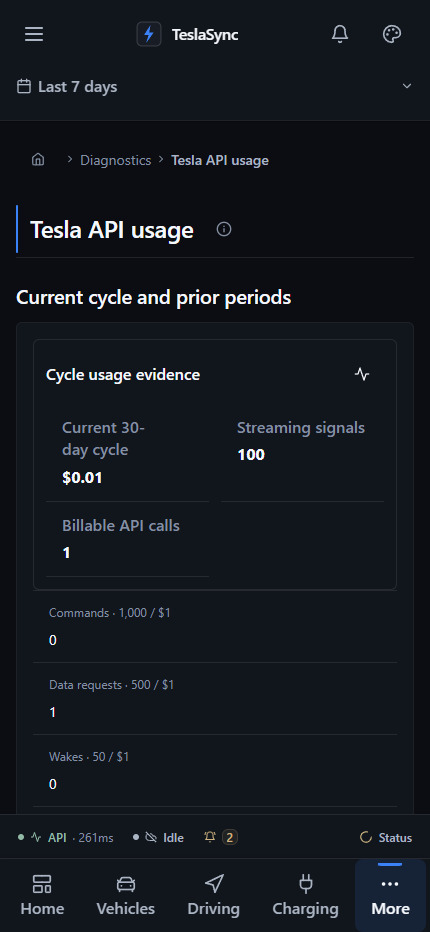 TeslaSync
Last 7 days
Diagnostics
Tesla API usage
Tesla API usage
Current cycle and prior periods
Cycle usage evidence
Current 30-
day cycle
$0.01
Streaming signals
100
Billable API calls
1
Commands · 1,000 / $1
0
Data requests · 500 / $1
1
Wakes · 50 / $1
0
API · 261ms
Idle
2
Status
Home
Vehicles
Driving
Charging
More